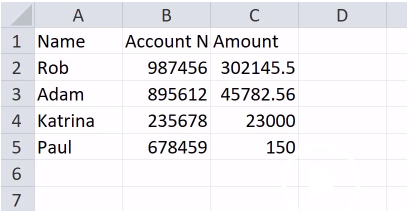 A B C D
1 Name Account N Amount
2 Rob 987456 302145.5
3 Adam 895612 45782.56
4 Katrina 235678 23000
5 Paul 678459 150
6
7